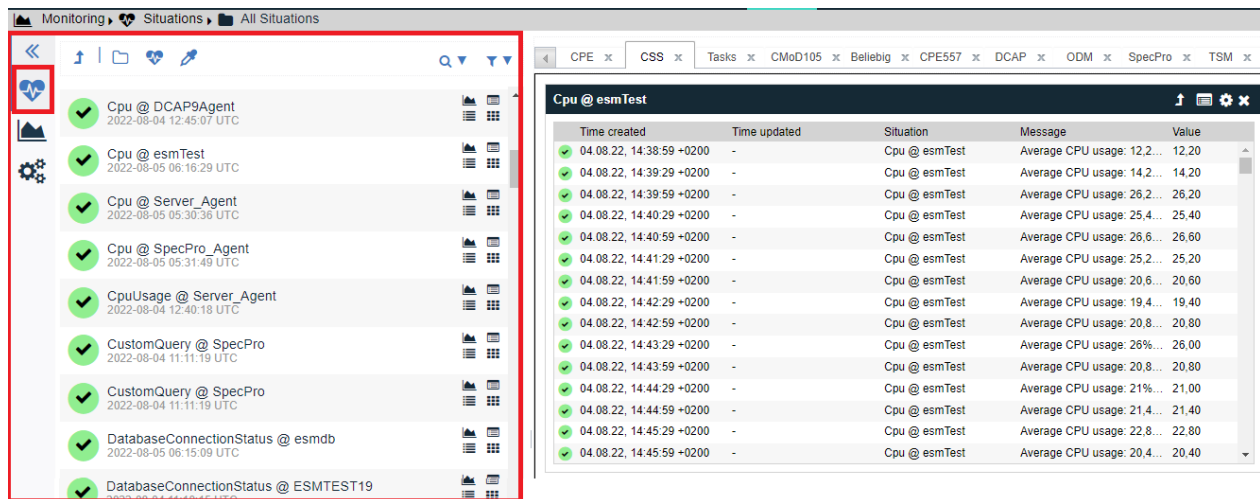 Monitoring Situations All Situations
Cpu @ DCAP9Agent
2022-08-04 12:45:07 UTC
Cpu @ esmTest
2022-08-05 06:16:29 UTC
Cpu @ Server_Agent
2022-08-05 05:30:36 UTC
Cpu @ SpecPro_Agent
2022-08-05 05:31:49 UTC
CpuUsage @ Server_Agent
2022-08-04 12:40:18 UTC
CustomQuery @ SpecPro
2022-08-04 11:11:19 UTC
CustomQuery @ SpecPro
2022-08-04 11:11:19 UTC
DatabaseConnectionStatus @ esmdb
2022-08-05 06:15:09 UTC
DatabaseConnectionStatus @ ESMTEST19
CPE x CSS x Tasks x CMoD105 x Beliebig x CPE557 x DCAP x ODM x SpecPro x TSM x
Cpu @ esmTest
Time created Time updated Situation Message Value
04.08.22, 14:38:59 +0200 - Cpu @ esmTest Average CPU usage: 12,2... 12,20
04.08.22, 14:39:29 +0200 - Cpu @ esmTest Average CPU usage: 14,2... 14,20
04.08.22, 14:39:59 +0200 - Cpu @ esmTest Average CPU usage: 26,2... 26,20
04.08.22, 14:40:29 +0200 - Cpu @ esmTest Average CPU usage: 25,4... 25,40
04.08.22, 14:40:59 +0200 - Cpu @ esmTest Average CPU usage: 26,6... 26,60
04.08.22, 14:41:29 +0200 - Cpu @ esmTest Average CPU usage: 25,2... 25,20
04.08.22, 14:41:59 +0200 - Cpu @ esmTest Average CPU usage: 20,6... 20,60
04.08.22, 14:42:29 +0200 - Cpu @ esmTest Average CPU usage: 19,4... 19,40
04.08.22, 14:42:59 +0200 - Cpu @ esmTest Average CPU usage: 20,8... 20,80
04.08.22, 14:43:29 +0200 - Cpu @ esmTest Average CPU usage: 26%... 26,00
04.08.22, 14:43:59 +0200 - Cpu @ esmTest Average CPU usage: 20,8... 20,80
04.08.22, 14:44:29 +0200 - Cpu @ esmTest Average CPU usage: 21%... 21,00
04.08.22, 14:44:59 +0200 - Cpu @ esmTest Average CPU usage: 21,4... 21,40
04.08.22, 14:45:29 +0200 - Cpu @ esmTest Average CPU usage: 22,8... 22,80
04.08.22, 14:45:59 +0200 - Cpu @ esmTest Average CPU usage: 20,4... 20,40